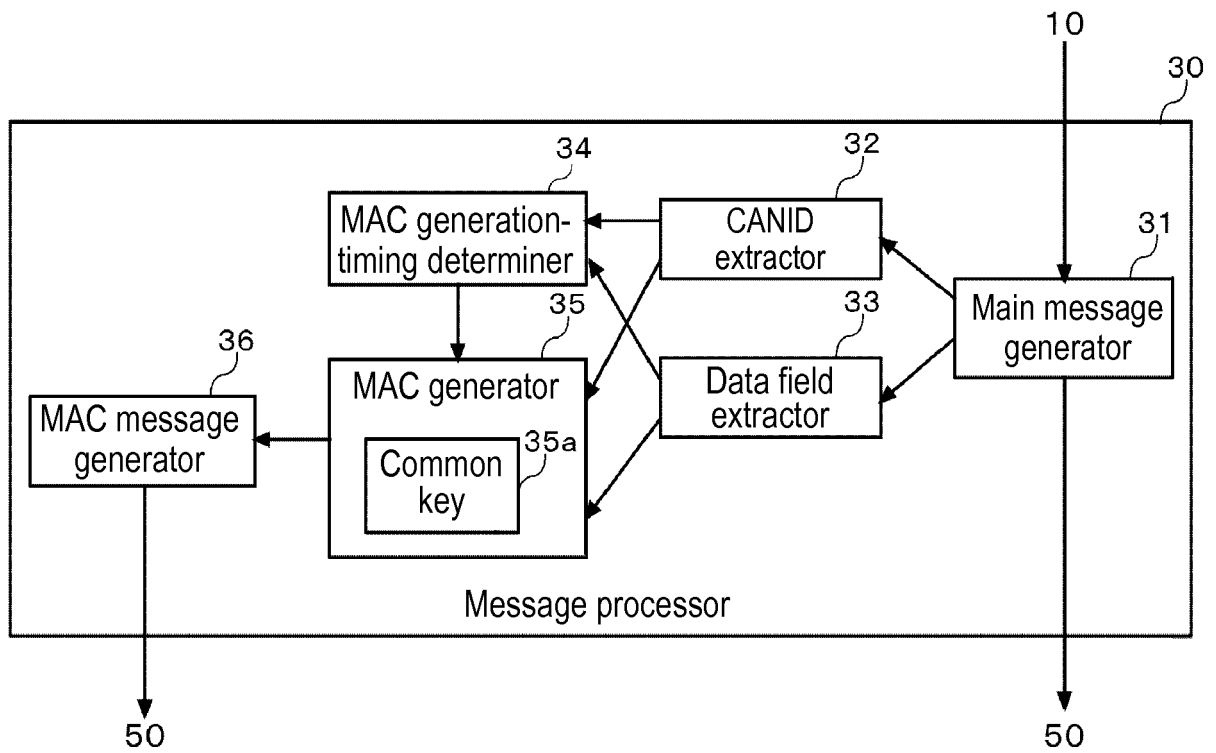 10
30
34
MAC generation-
timing determiner
32
CANID
extractor
31
Main message
generator
35
MAC generator
35a
Common
key
33
Data field
extractor
36
MAC message
generator
Message processor
50
50